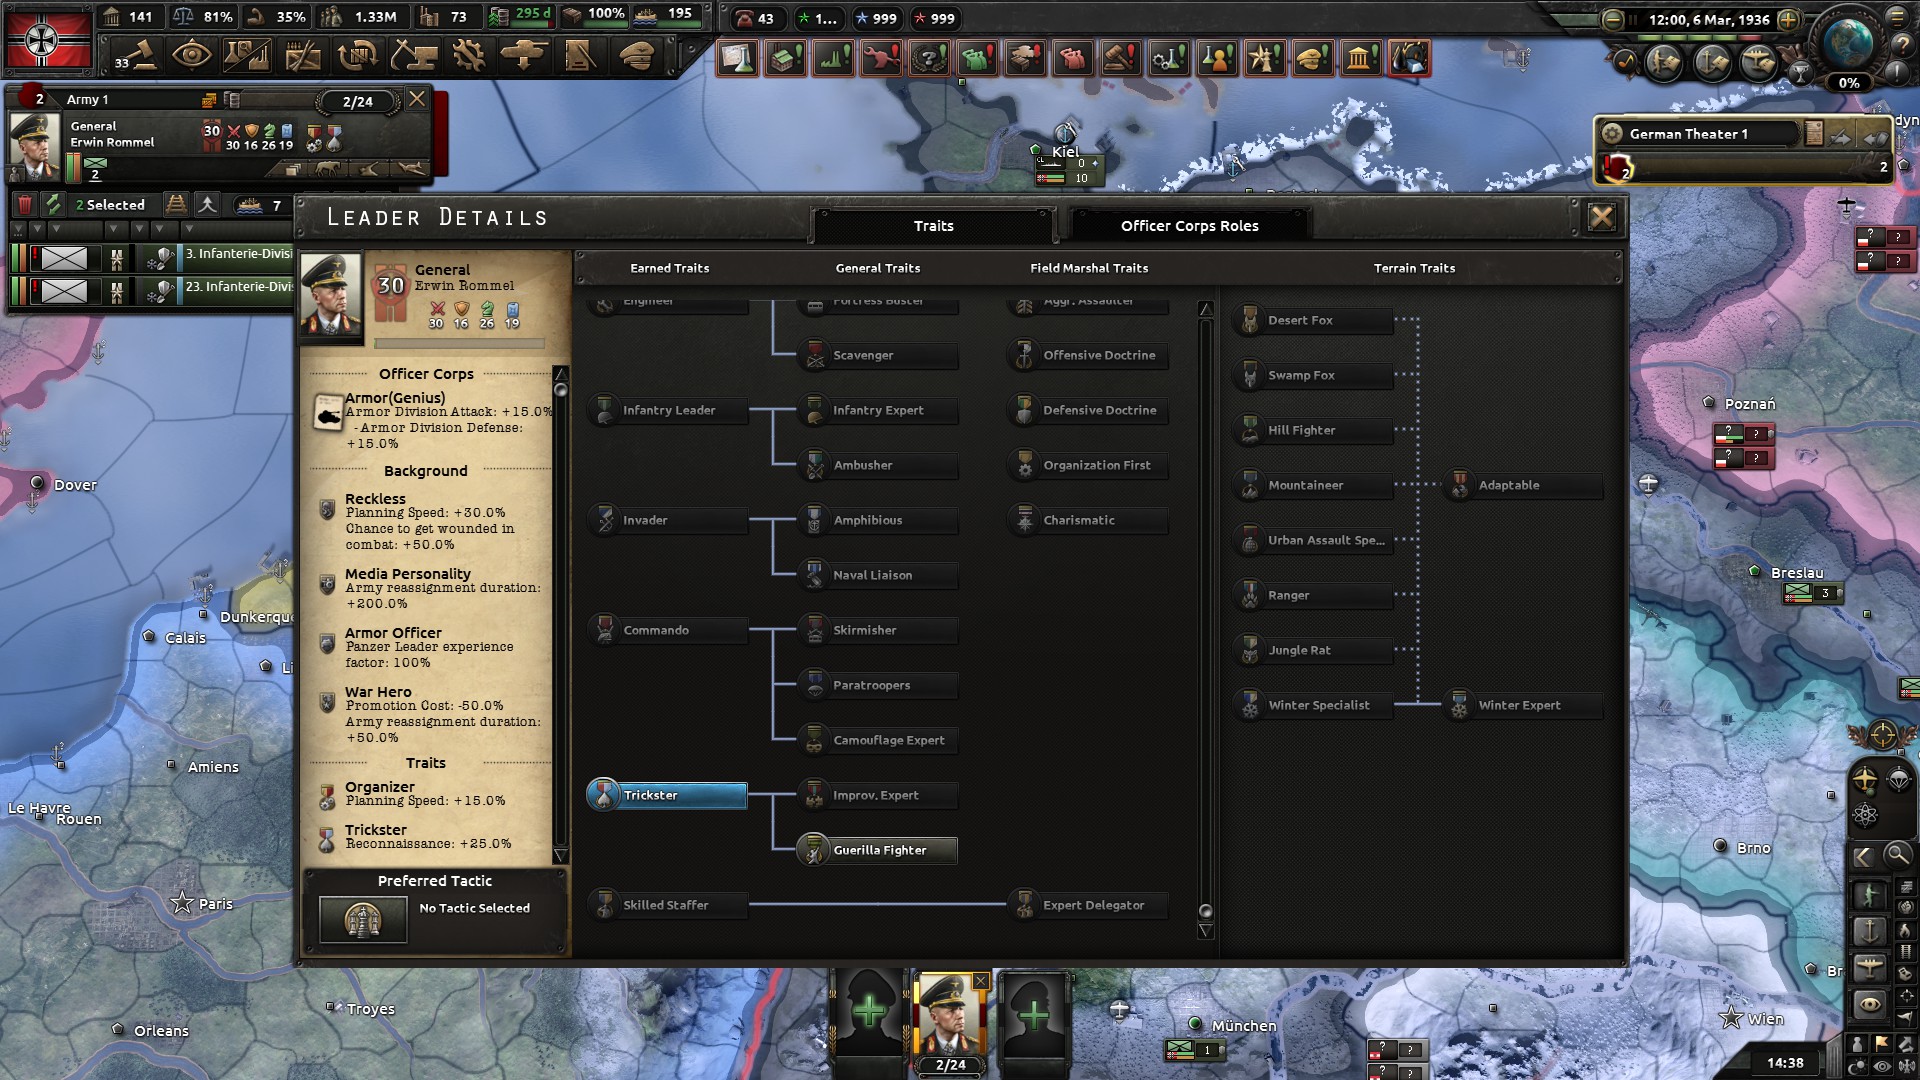 141
81%
35%
1.33M
73
295 d
100%
195
43
1...
999
999
12:00, 6 Mar, 1936
33
0%
2
Army 1
2/24
General
Erwin Rommel
30
30 16 26 19
2
2 Selected
7
3. Infanterie-Divisi
23. Infanterie-Divis
German Theater 1
2
2
Kiel
CL
0
10
Leader Details
Traits
Officer Corps Roles
General
Erwin Rommel
30
30 16 26 19
Officer Corps
Armor(Genius)
Armor Division Attack: +15.0%
- Armor Division Defense:
+15.0%
Background
Reckless
Planning Speed: +30.0%
Chance to get wounded in
combat: +50.0%
Media Personality
Army reassignment duration:
+200.0%
Armor Officer
Panzer Leader experience
factor: 100%
War Hero
Promotion Cost: -50.0%
Army reassignment duration:
+50.0%
Traits
Organizer
Planning Speed: +15.0%
Trickster
Reconnaissance: +25.0%
Preferred Tactic
No Tactic Selected
Earned Traits
General Traits
Field Marshal Traits
Terrain Traits
Engineer
Fortress Buster
Aggr. Assaulter
Scavenger
Offensive Doctrine
Infantry Leader
Infantry Expert
Defensive Doctrine
Ambusher
Organization First
Invader
Amphibious
Charismatic
Naval Liaison
Commando
Skirmisher
Paratroopers
Camouflage Expert
Trickster
Improv. Expert
Guerilla Fighter
Skilled Staffer
Expert Delegator
Desert Fox
Swamp Fox
Hill Fighter
Mountaineer
Adaptable
Urban Assault Spe...
Ranger
Jungle Rat
Winter Specialist
Winter Expert
Dover
Dunkerque
Calais
Li
Amiens
Le Havre
Rouen
Paris
Troyes
Orleans
dyn
? ?
? ?
Poznań
? ?
? ?
Breslau
3
Brno
Br
Wien
München
1
? ?
? ?
2/24
14:38